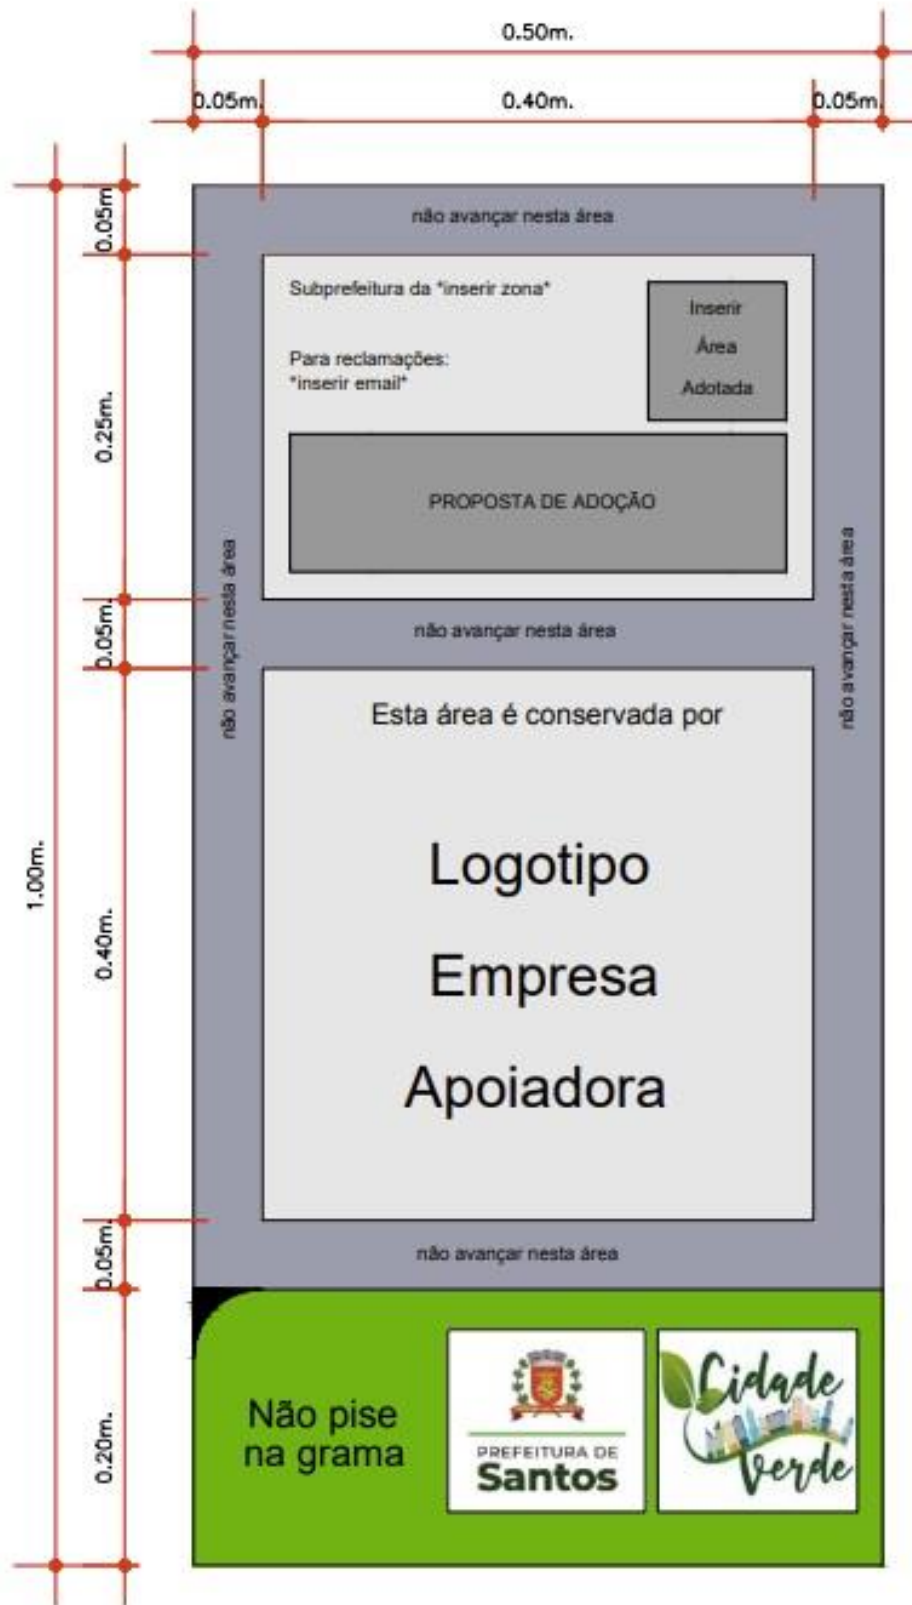 0.50m.
0.05m.
0.40m.
0.05m.
0.05m
não avançar nesta área
Subprefeitura da *inserir zona*
Inserir
Área
Adotada
Para reclamações:
*inserir email*
0.25m.
PROPOSTA DE ADOÇÃO
não avançar nesta área
não avançar nesta área
0.05m.
não avançar nesta área
Esta área é conservada por
1.00m.
0.40m.
Logotipo
Empresa
Apoiadora
0.05m.
não avançar nesta área
0.20m.
Não pise
na grama
PREFEITURA DE
Santos
Cidade
Verde